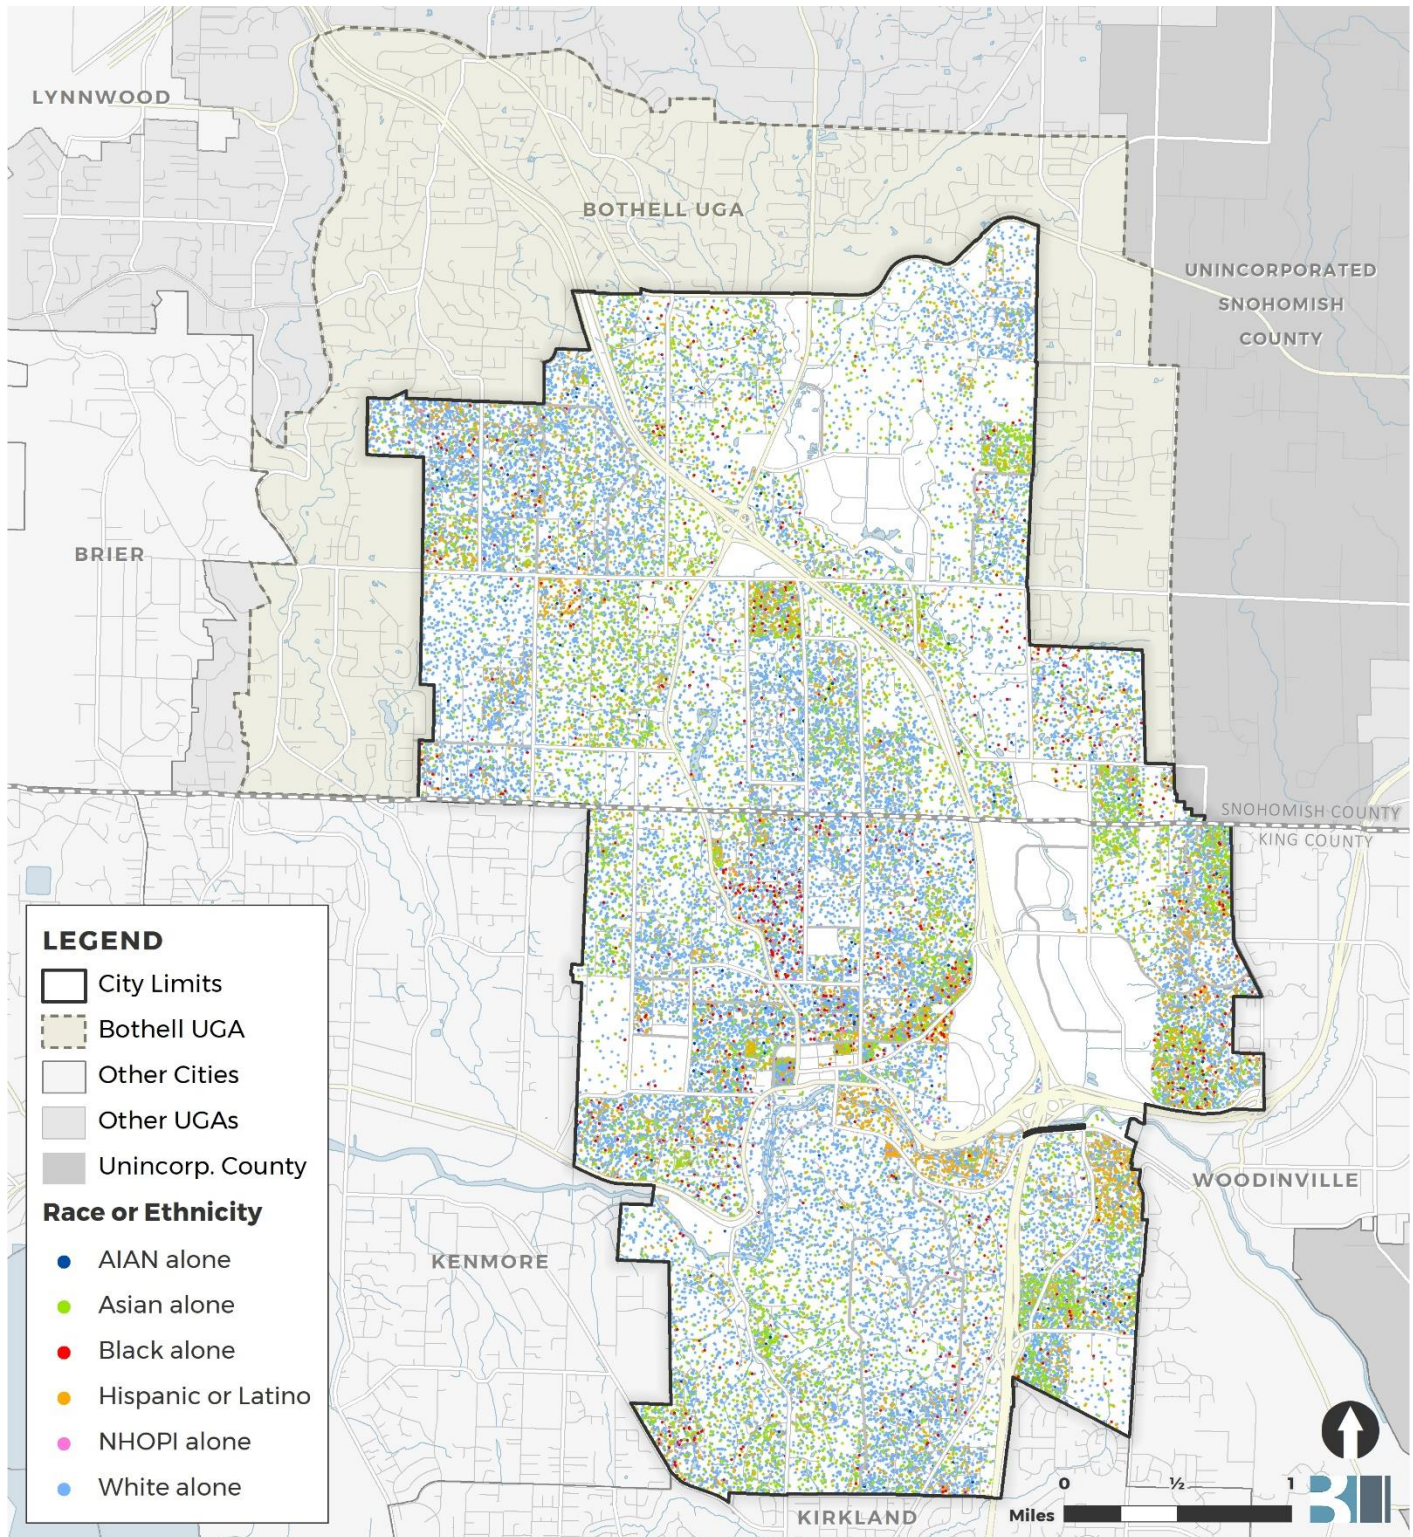 LYNNWOOD
BOTHELL UGA
UNINCORPORATED
SNOHOMISH
COUNTY
BRIER
SNOHOMISH COUNTY
KING COUNTY
LEGEND
City Limits
Bothell UGA
Other Cities
Other UGAs
Unincorp. County
Race or Ethnicity
AIAN alone
Asian alone
Black alone
Hispanic or Latino
NHOPI alone
White alone
WOODINVILLE
KENMORE
KIRKLAND
0 ½ 1
Miles
B